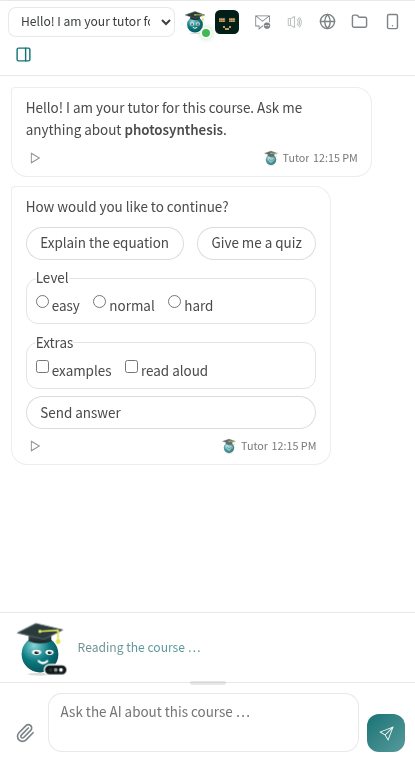 Hello! I am your tutor fo
Hello! I am your tutor for this course. Ask me
anything about photosynthesis.
Tutor 12:15 PM
How would you like to continue?
Explain the equation
Give me a quiz
Level
easy normal hard
Extras
examples read aloud
Send answer
Tutor 12:15 PM
Reading the course …
Ask the AI about this course …